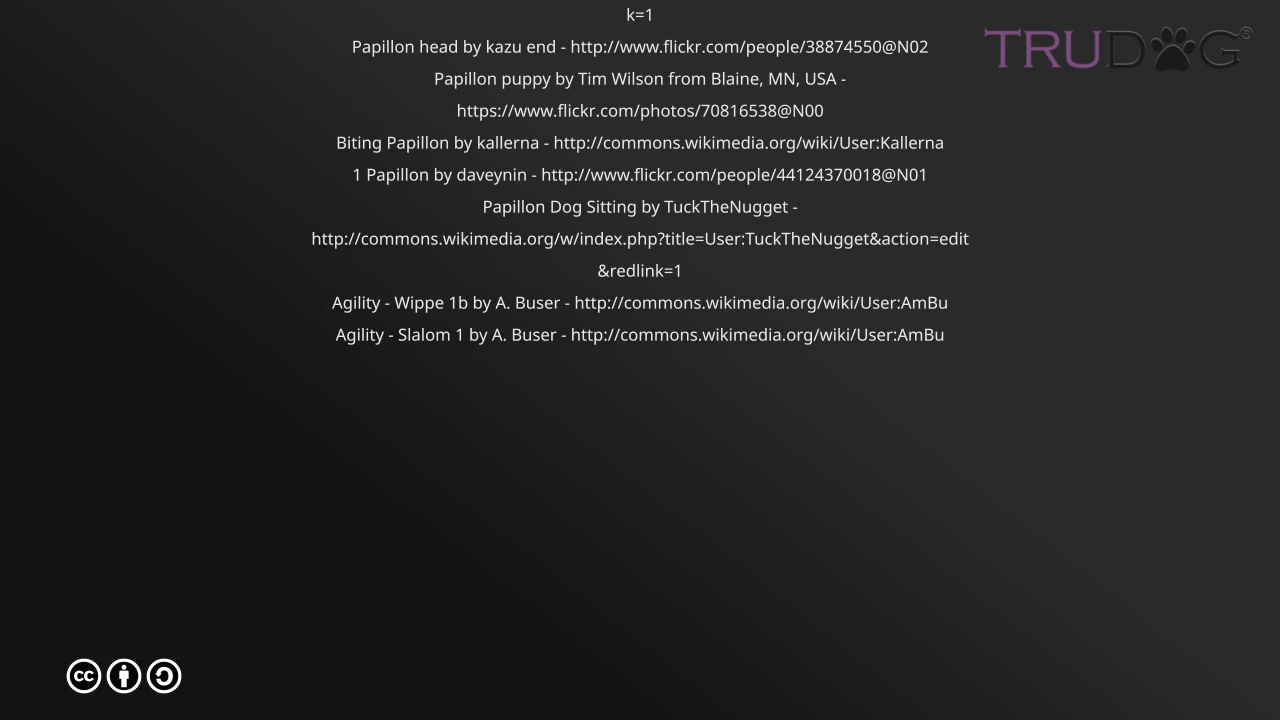 k=1
TRUDOG
Papillon head by kazu end - http://www.flickr.com/people/38874550@N02
Papillon puppy by Tim Wilson from Blaine, MN, USA -
https://www.flickr.com/photos/70816538@N00
Biting Papillon by kallerna - http://commons.wikimedia.org/wiki/User:Kallerna
1 Papillon by daveynin - http://www.flickr.com/people/44124370018@N01
Papillon Dog Sitting by TuckTheNugget -
http://commons.wikimedia.org/w/index.php?title=User:TuckTheNugget&action=edit
&redlink=1
Agility - Wippe 1b by A. Buser - http://commons.wikimedia.org/wiki/User:AmBu
Agility - Slalom 1 by A. Buser - http://commons.wikimedia.org/wiki/User:AmBu
cc